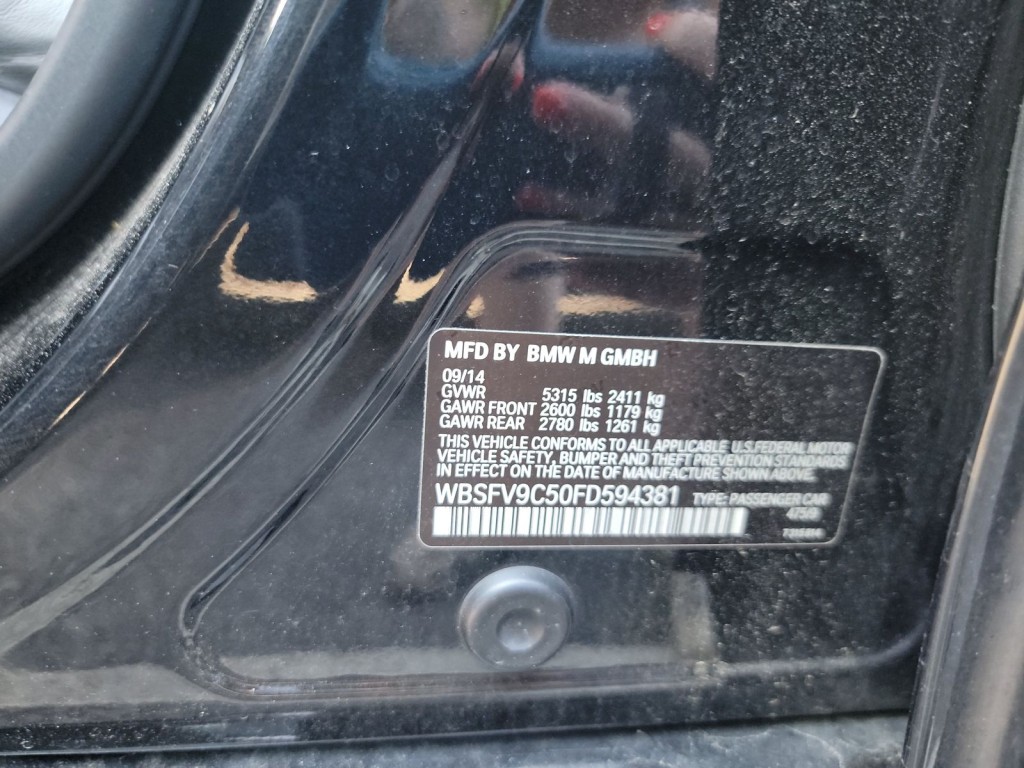 MFD BY BMW M GMBH
09/14
GVWR 5315 lbs 2411 kg
GAWR FRONT 2600 lbs 1179 kg
GAWR REAR 2780 lbs 1261 kg
THIS VEHICLE CONFORMS TO ALL APPLICABLE U.S. FEDERAL MOTOR
VEHICLE SAFETY, BUMPER AND THEFT PREVENTION STANDARDS
IN EFFECT ON THE DATE OF MANUFACTURE SHOWN ABOVE
WBSFV9C50FD594381 TYPE: PASSENGER CAR